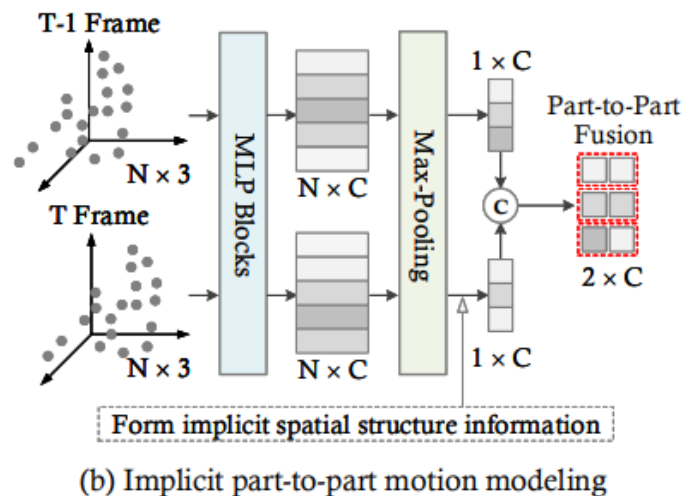 T-1 Frame
N × 3
T Frame
N × 3
MLP Blocks
N × C
N × C
Max-Pooling
1 × C
C
1 × C
Part-to-Part
Fusion
2 × C
Form implicit spatial structure information
(b) Implicit part-to-part motion modeling